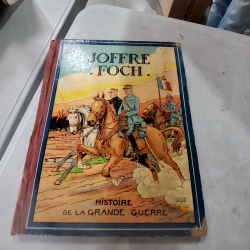 JOFFRE
. FOCH .
HISTOIRE
DE LA GRANDE GUERRE